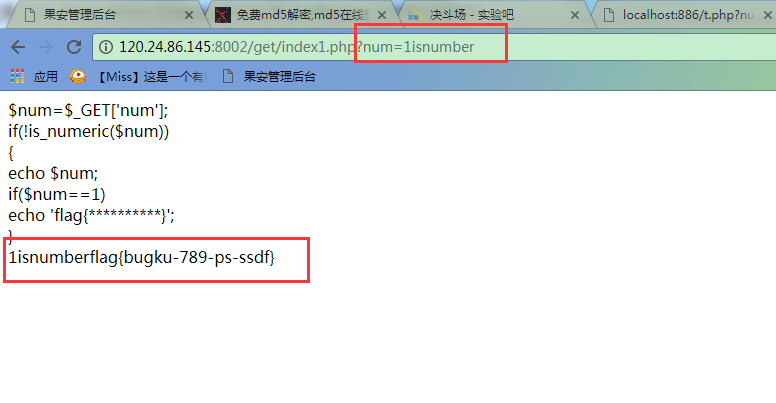 果安管理后台
免费md5解密,md5在线
决斗场 - 实验吧
localhost:886/t.php?nu
120.24.86.145:8002/get/index1.php?num=1isnumber
应用
【Miss】这是一个有
果安管理后台
$num=$_GET['num'];
if(!is_numeric($num))
{
echo $num;
if($num==1)
echo 'flag{**********}';
}
1isnumberflag{bugku-789-ps-ssdf}